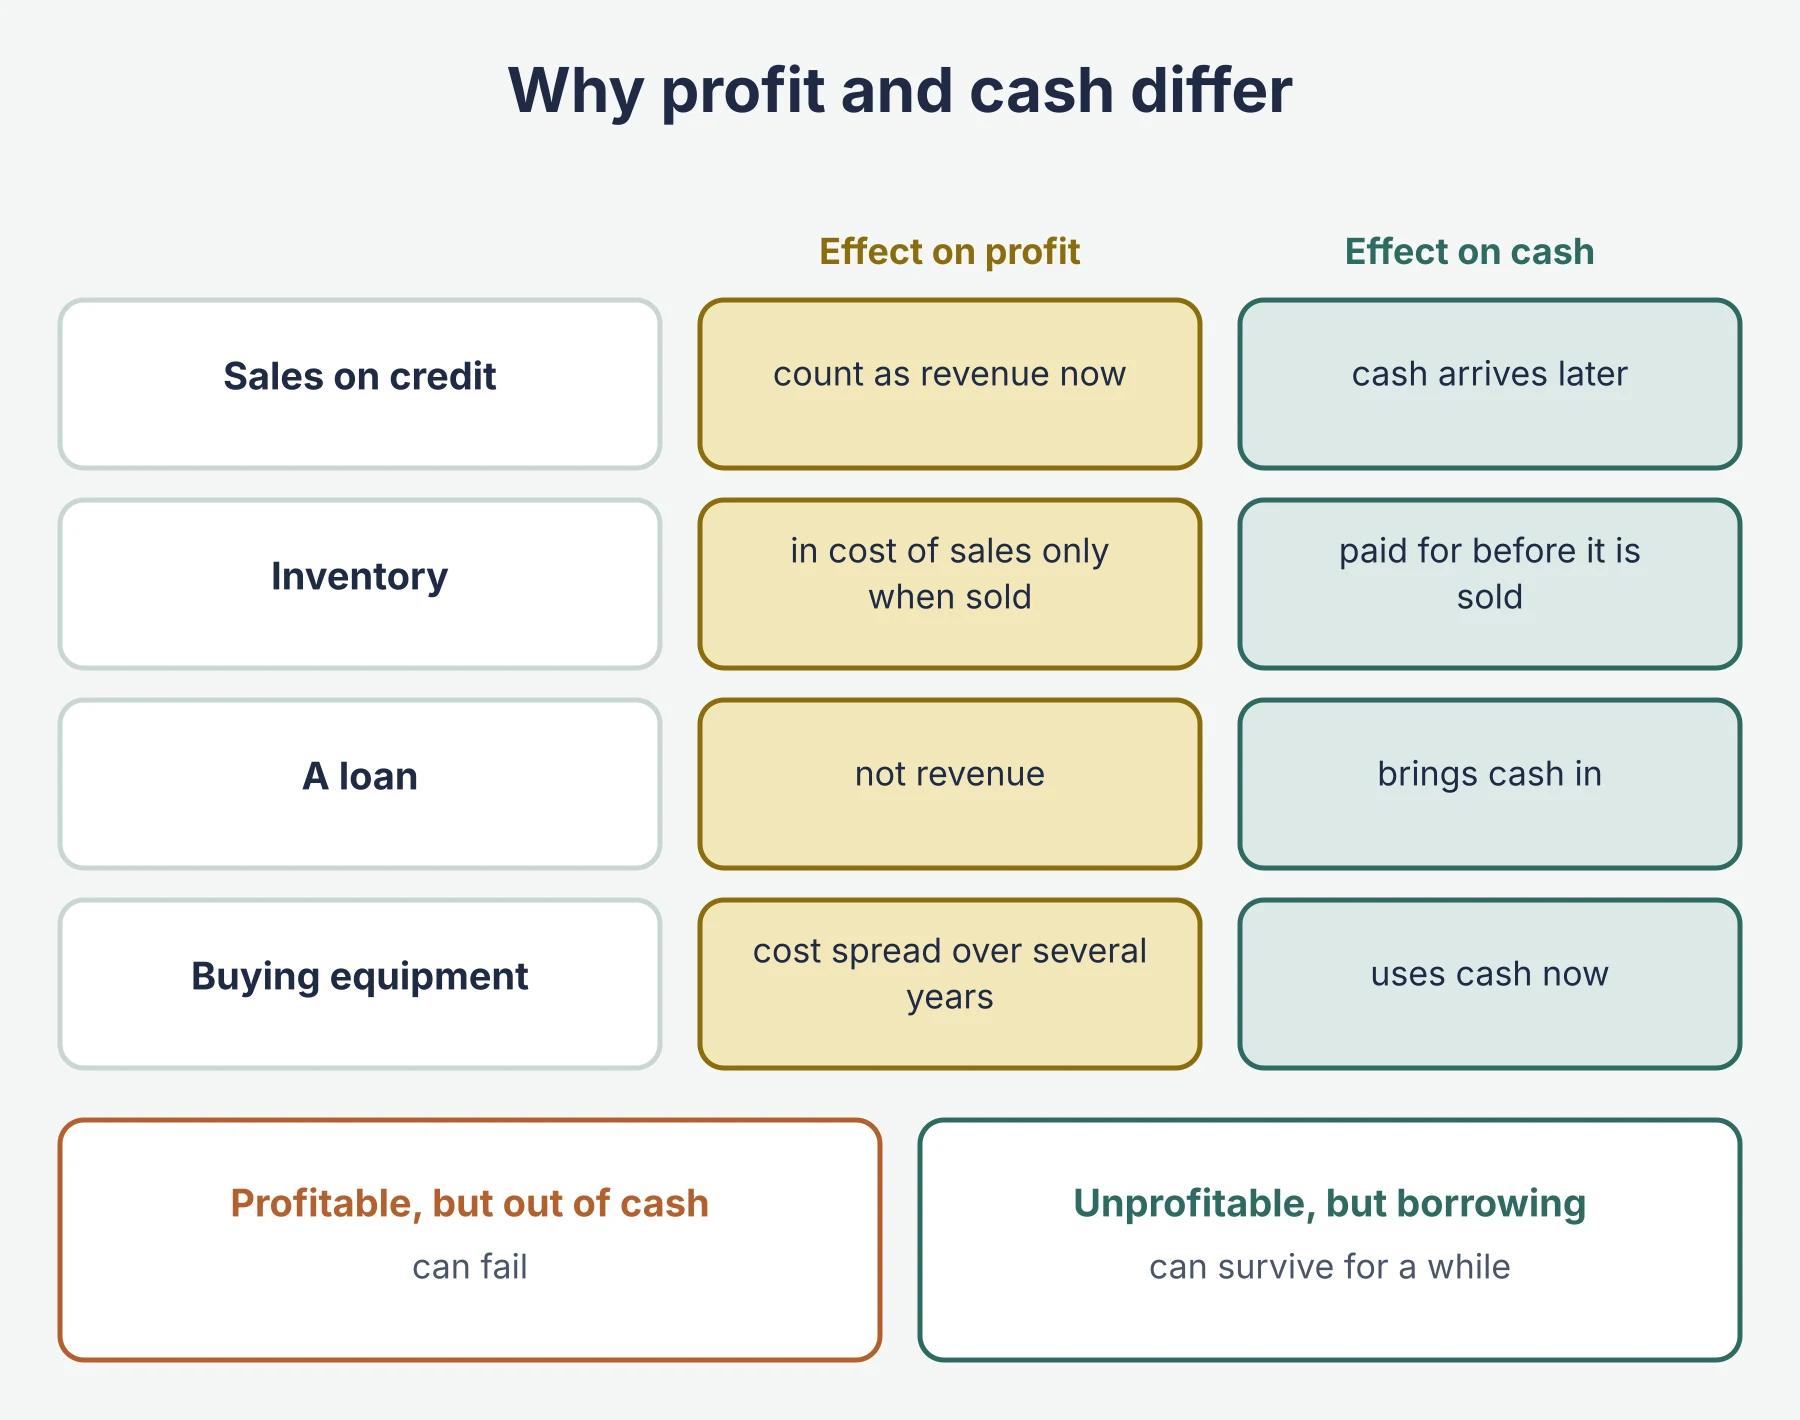 Why profit and cash differ
Effect on profit
Effect on cash
Sales on credit
count as revenue now
cash arrives later
Inventory
in cost of sales only
when sold
paid for before it is
sold
A loan
not revenue
brings cash in
Buying equipment
cost spread over several
years
uses cash now
Profitable, but out of cash
can fail
Unprofitable, but borrowing
can survive for a while